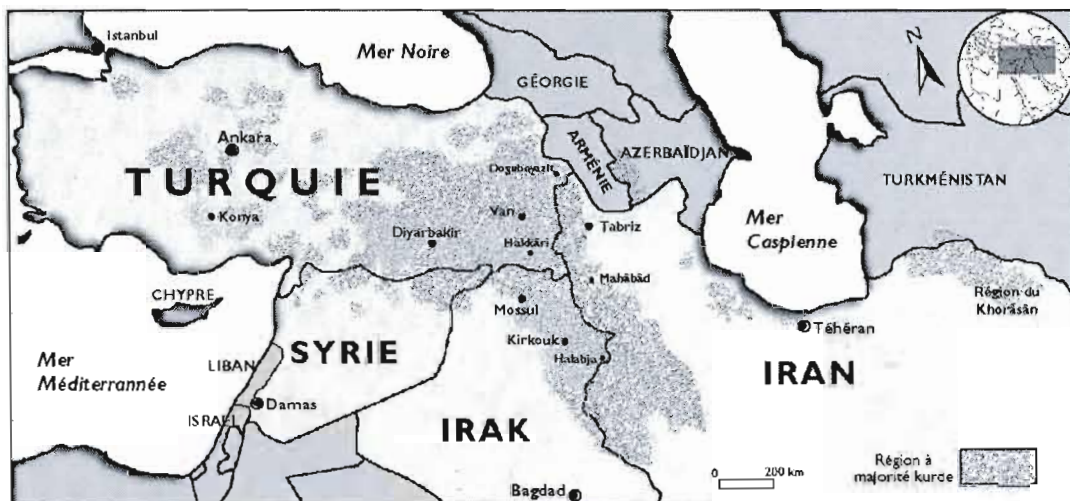 Istanbul
Mer Noire
N
GÉORGIE
Ankara
ARMÉNIE
AZERBAÏDJAN
TURQUIE
Dogubayazit
TURKMÉNISTAN
Konya
Van
Tabriz
Mer
Caspienne
Diyarbakir
Hakkâri
Mahâbâd
CHYPRE
Mossul
Région du
Khorâsân
Téhéran
SYRIE
Kirkouk
Halabja
Mer
Méditerrannée
LIBAN
IRAN
Damas
ISRAEL
IRAK
Région à
majorité kurde
0 200 km
Bagdad